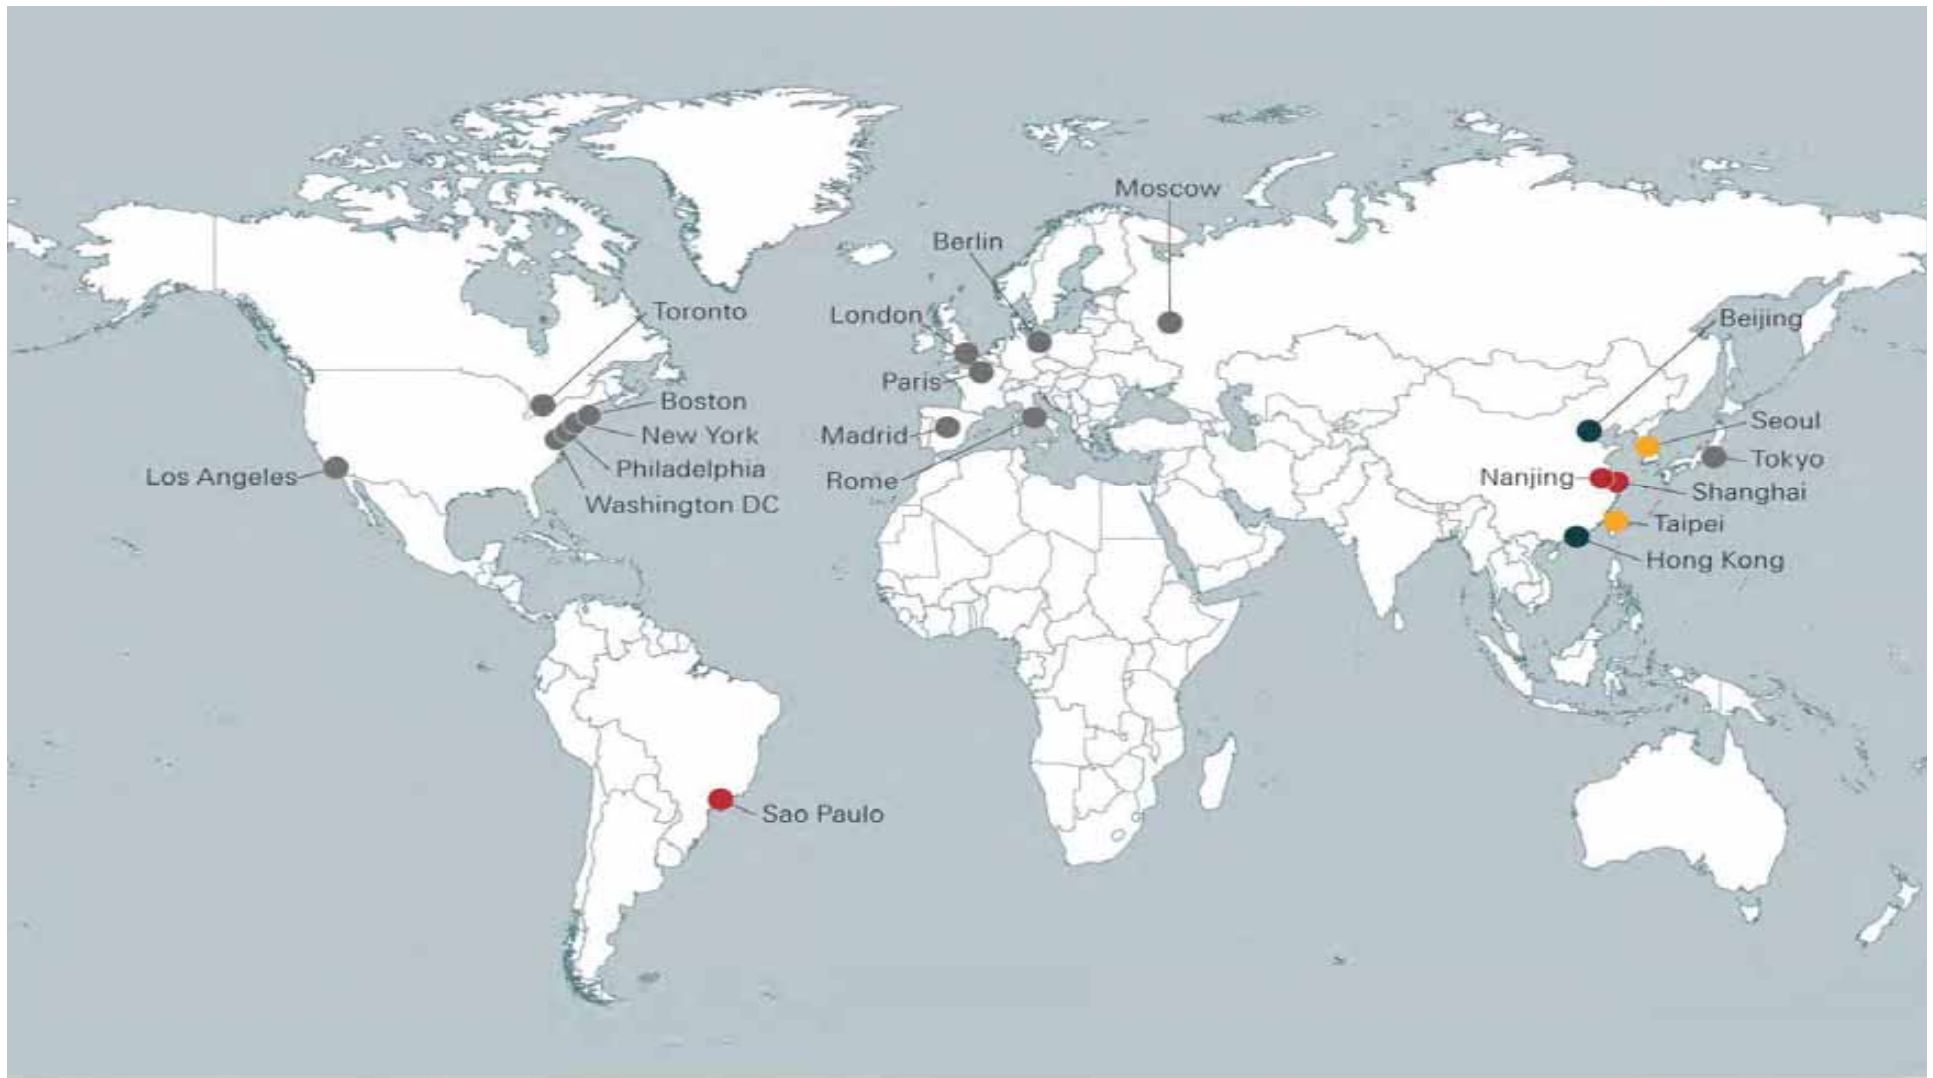 Moscow
Berlin
Toronto
London
Beijing
Paris
Boston
Seoul
New York
Madrid
Tokyo
Philadelphia
Los Angeles
Rome
Nanjing
Shanghai
Washington DC
Taipei
Hong Kong
Sao Paulo